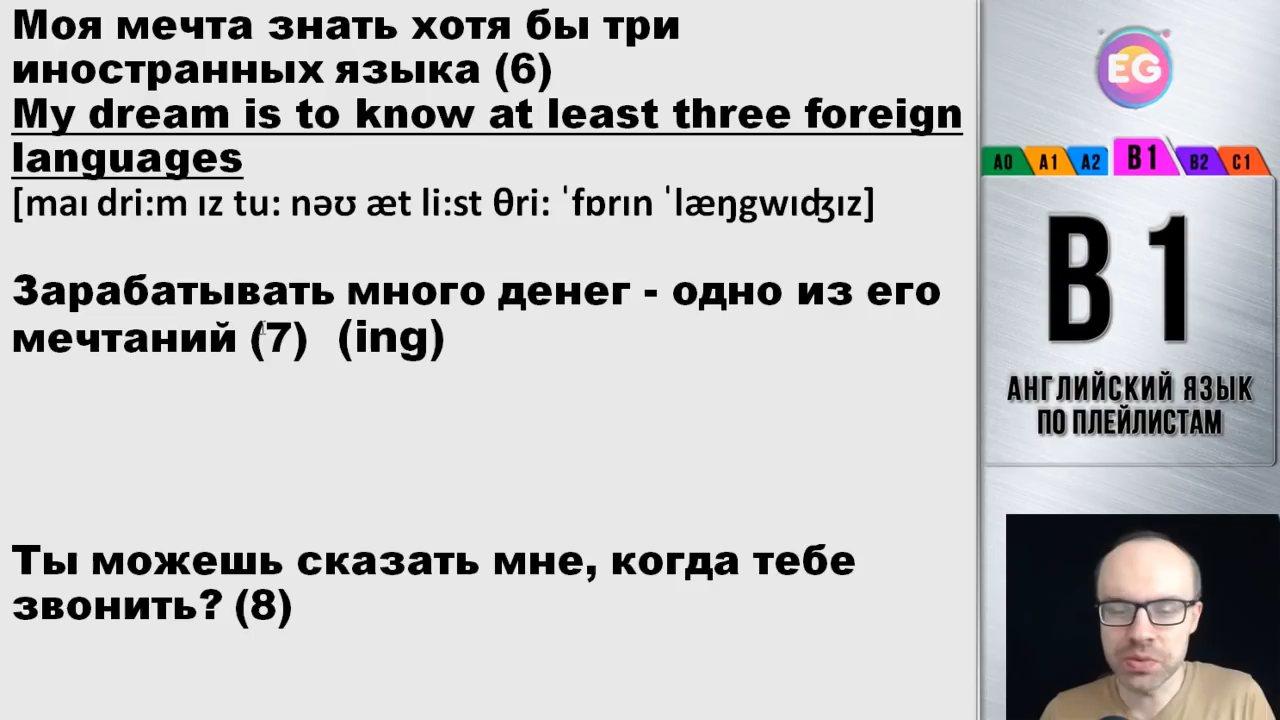 Моя мечта знать хотя бы три
иностранных языка (6)
My dream is to know at least three foreign
languages
[maɪ dri:m ɪz tu: nəʊ æt li:st θri: ˈfɒrɪn ˈlæŋgwɪʤɪz]
Зарабатывать много денег - одно из его
мечтаний (7) (ing)
Ты можешь сказать мне, когда тебе
звонить? (8)
EG
A0 A1 A2 B1 B2 C1
B 1
АНГЛИЙСКИЙ ЯЗЫК
ПО ПЛЕЙЛИСТАМ